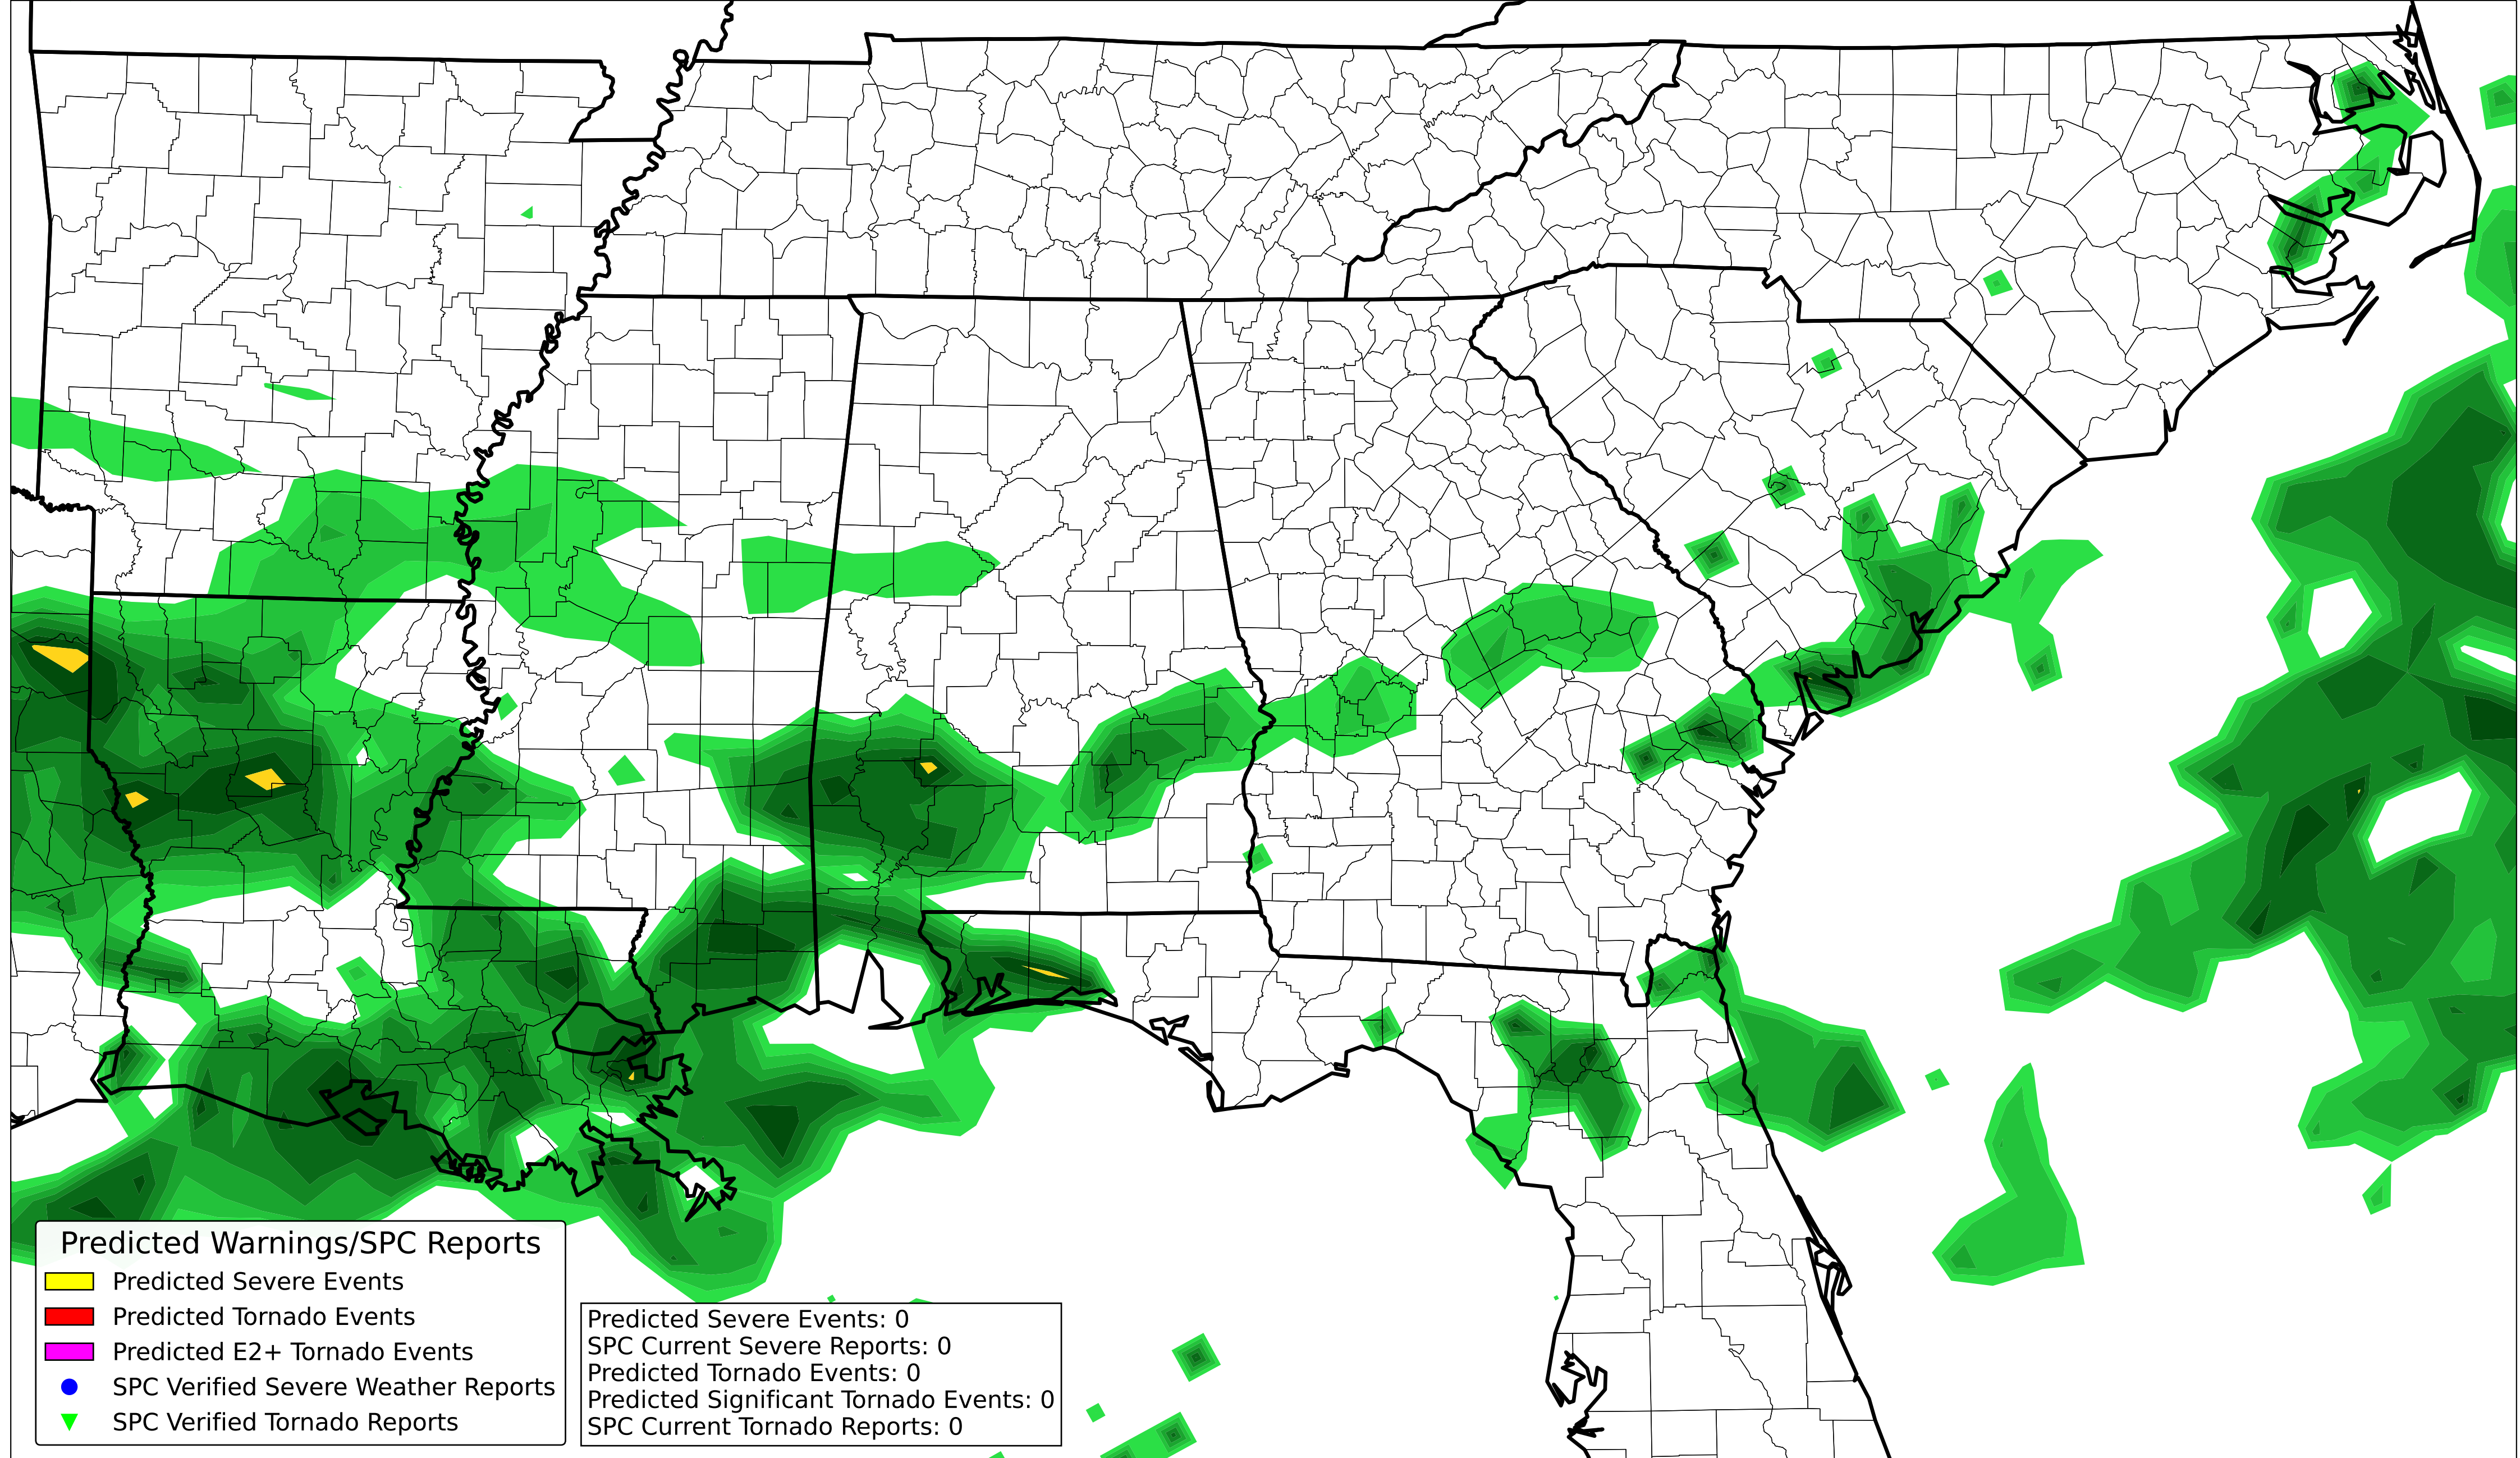 Predicted Warnings/SPC Reports
Predicted Severe Events
Predicted Tornado Events
Predicted E2+ Tornado Events
SPC Verified Severe Weather Reports
SPC Verified Tornado Reports
Predicted Severe Events: 0
SPC Current Severe Reports: 0
Predicted Tornado Events: 0
Predicted Significant Tornado Events: 0
SPC Current Tornado Reports: 0